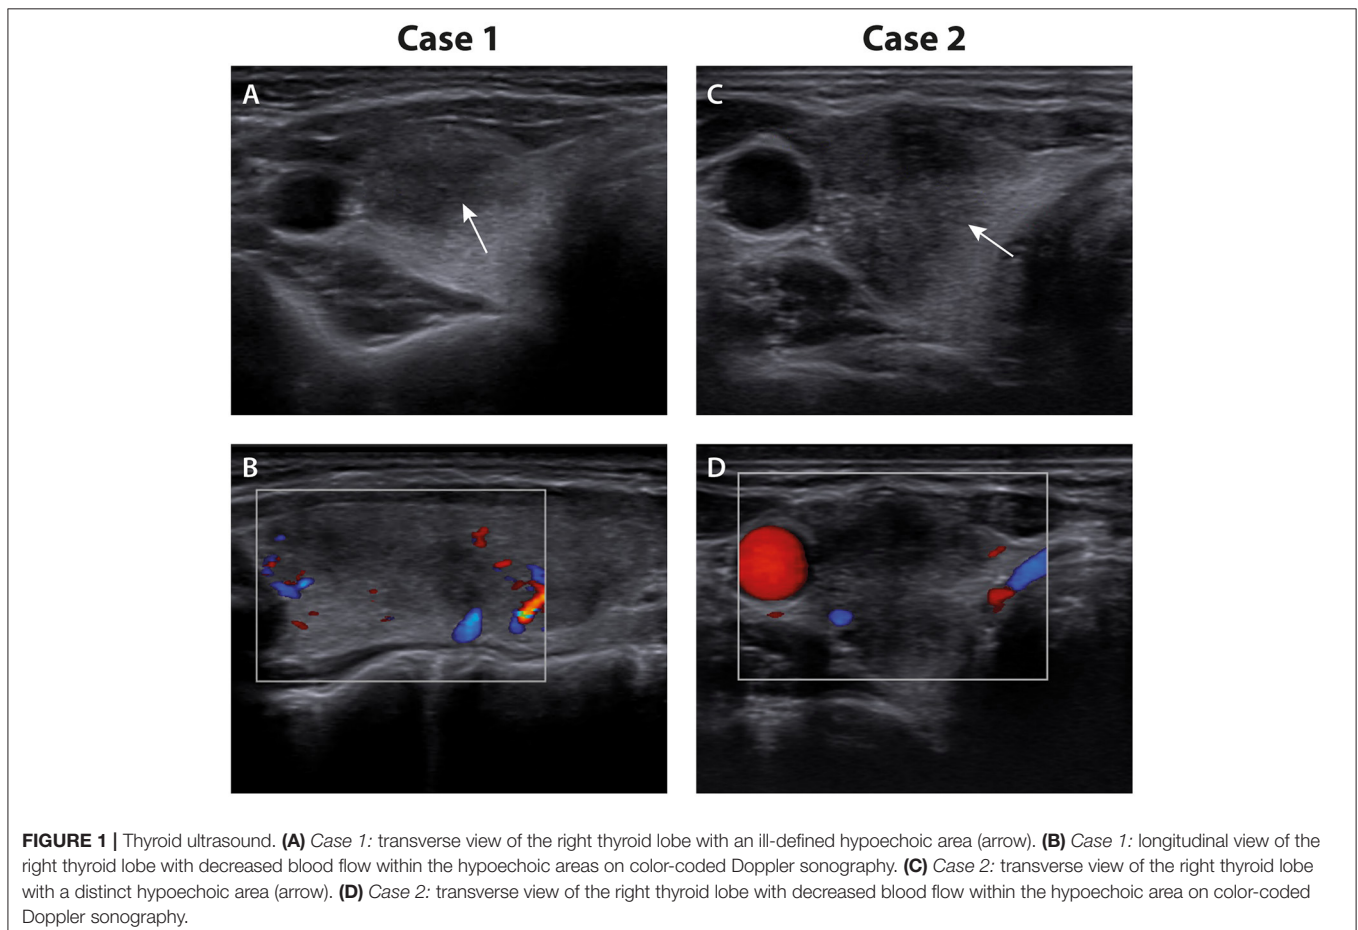 Case 1
Case 2
A
C
B
D
FIGURE 1 | Thyroid ultrasound. (A) Case 1: transverse view of the right thyroid lobe with an ill-defined hypoechoic area (arrow). (B) Case 1: longitudinal view of the
right thyroid lobe with decreased blood flow within the hypoechoic areas on color-coded Doppler sonography. (C) Case 2: transverse view of the right thyroid lobe
with a distinct hypoechoic area (arrow). (D) Case 2: transverse view of the right thyroid lobe with decreased blood flow within the hypoechoic area on color-coded
Doppler sonography.